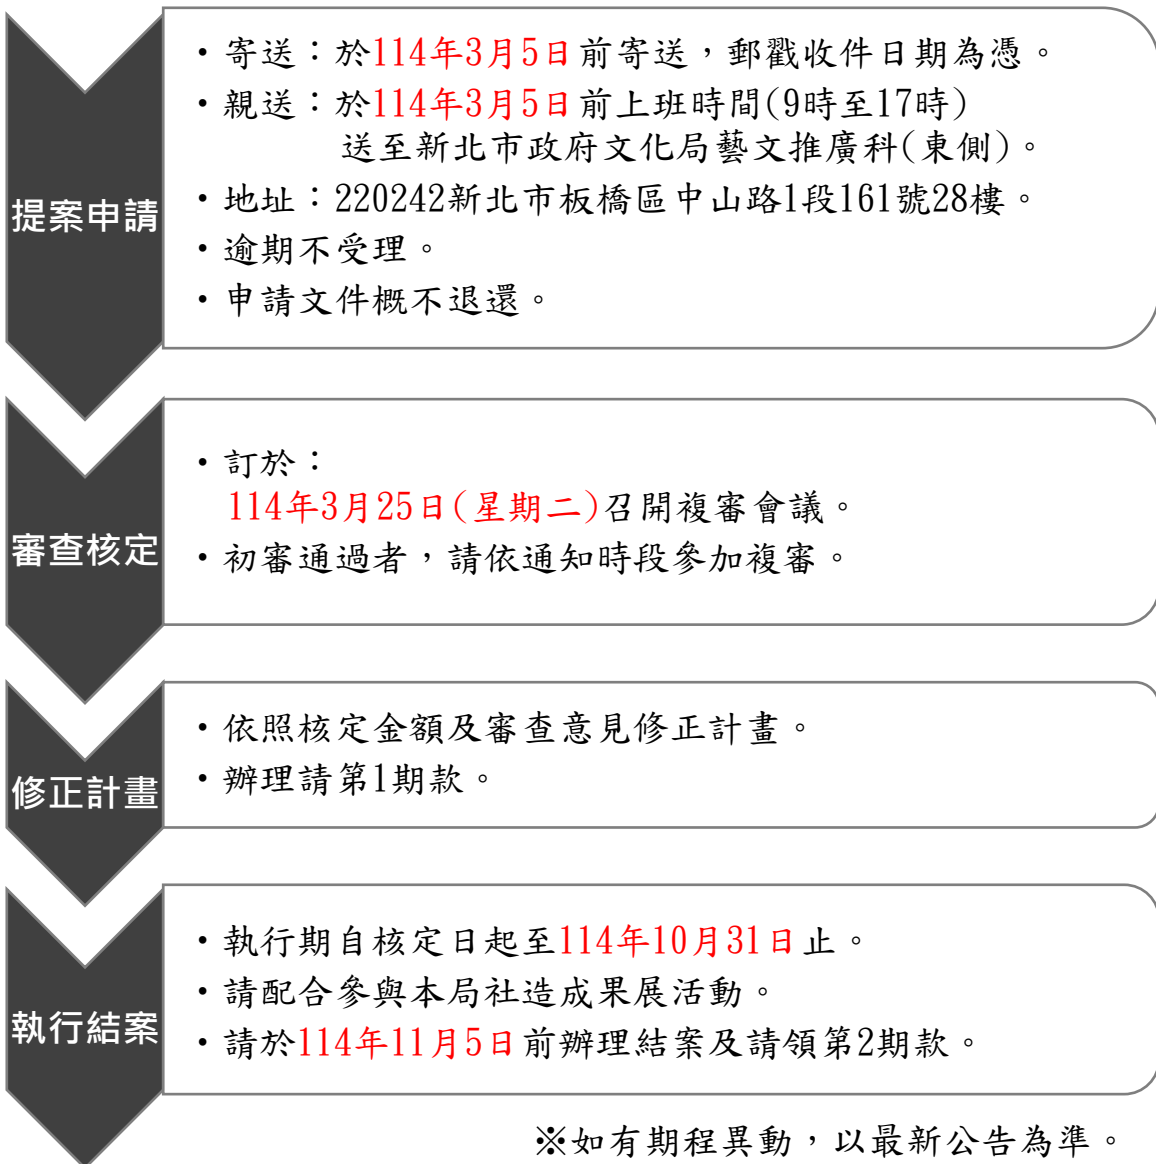 提案申請
・寄送：於114年3月5日前寄送，郵戳收件日期為憑。
・親送：於114年3月5日前上班時間(9時至17時)
送至新北市政府文化局藝文推廣科(東側)。
・地址：220242新北市板橋區中山路1段161號28樓。
・逾期不受理。
・申請文件概不退還。
審查核定
・訂於：
114年3月25日(星期二)召開複審會議。
・初審通過者，請依通知時段參加複審。
修正計畫
・依照核定金額及審查意見修正計畫。
・辦理請第1期款。
執行結案
・執行期自核定日起至114年10月31日止。
・請配合參與本局社造成果展活動。
・請於114年11月5日前辦理結案及請領第2期款。
※如有期程異動，以最新公告為準。